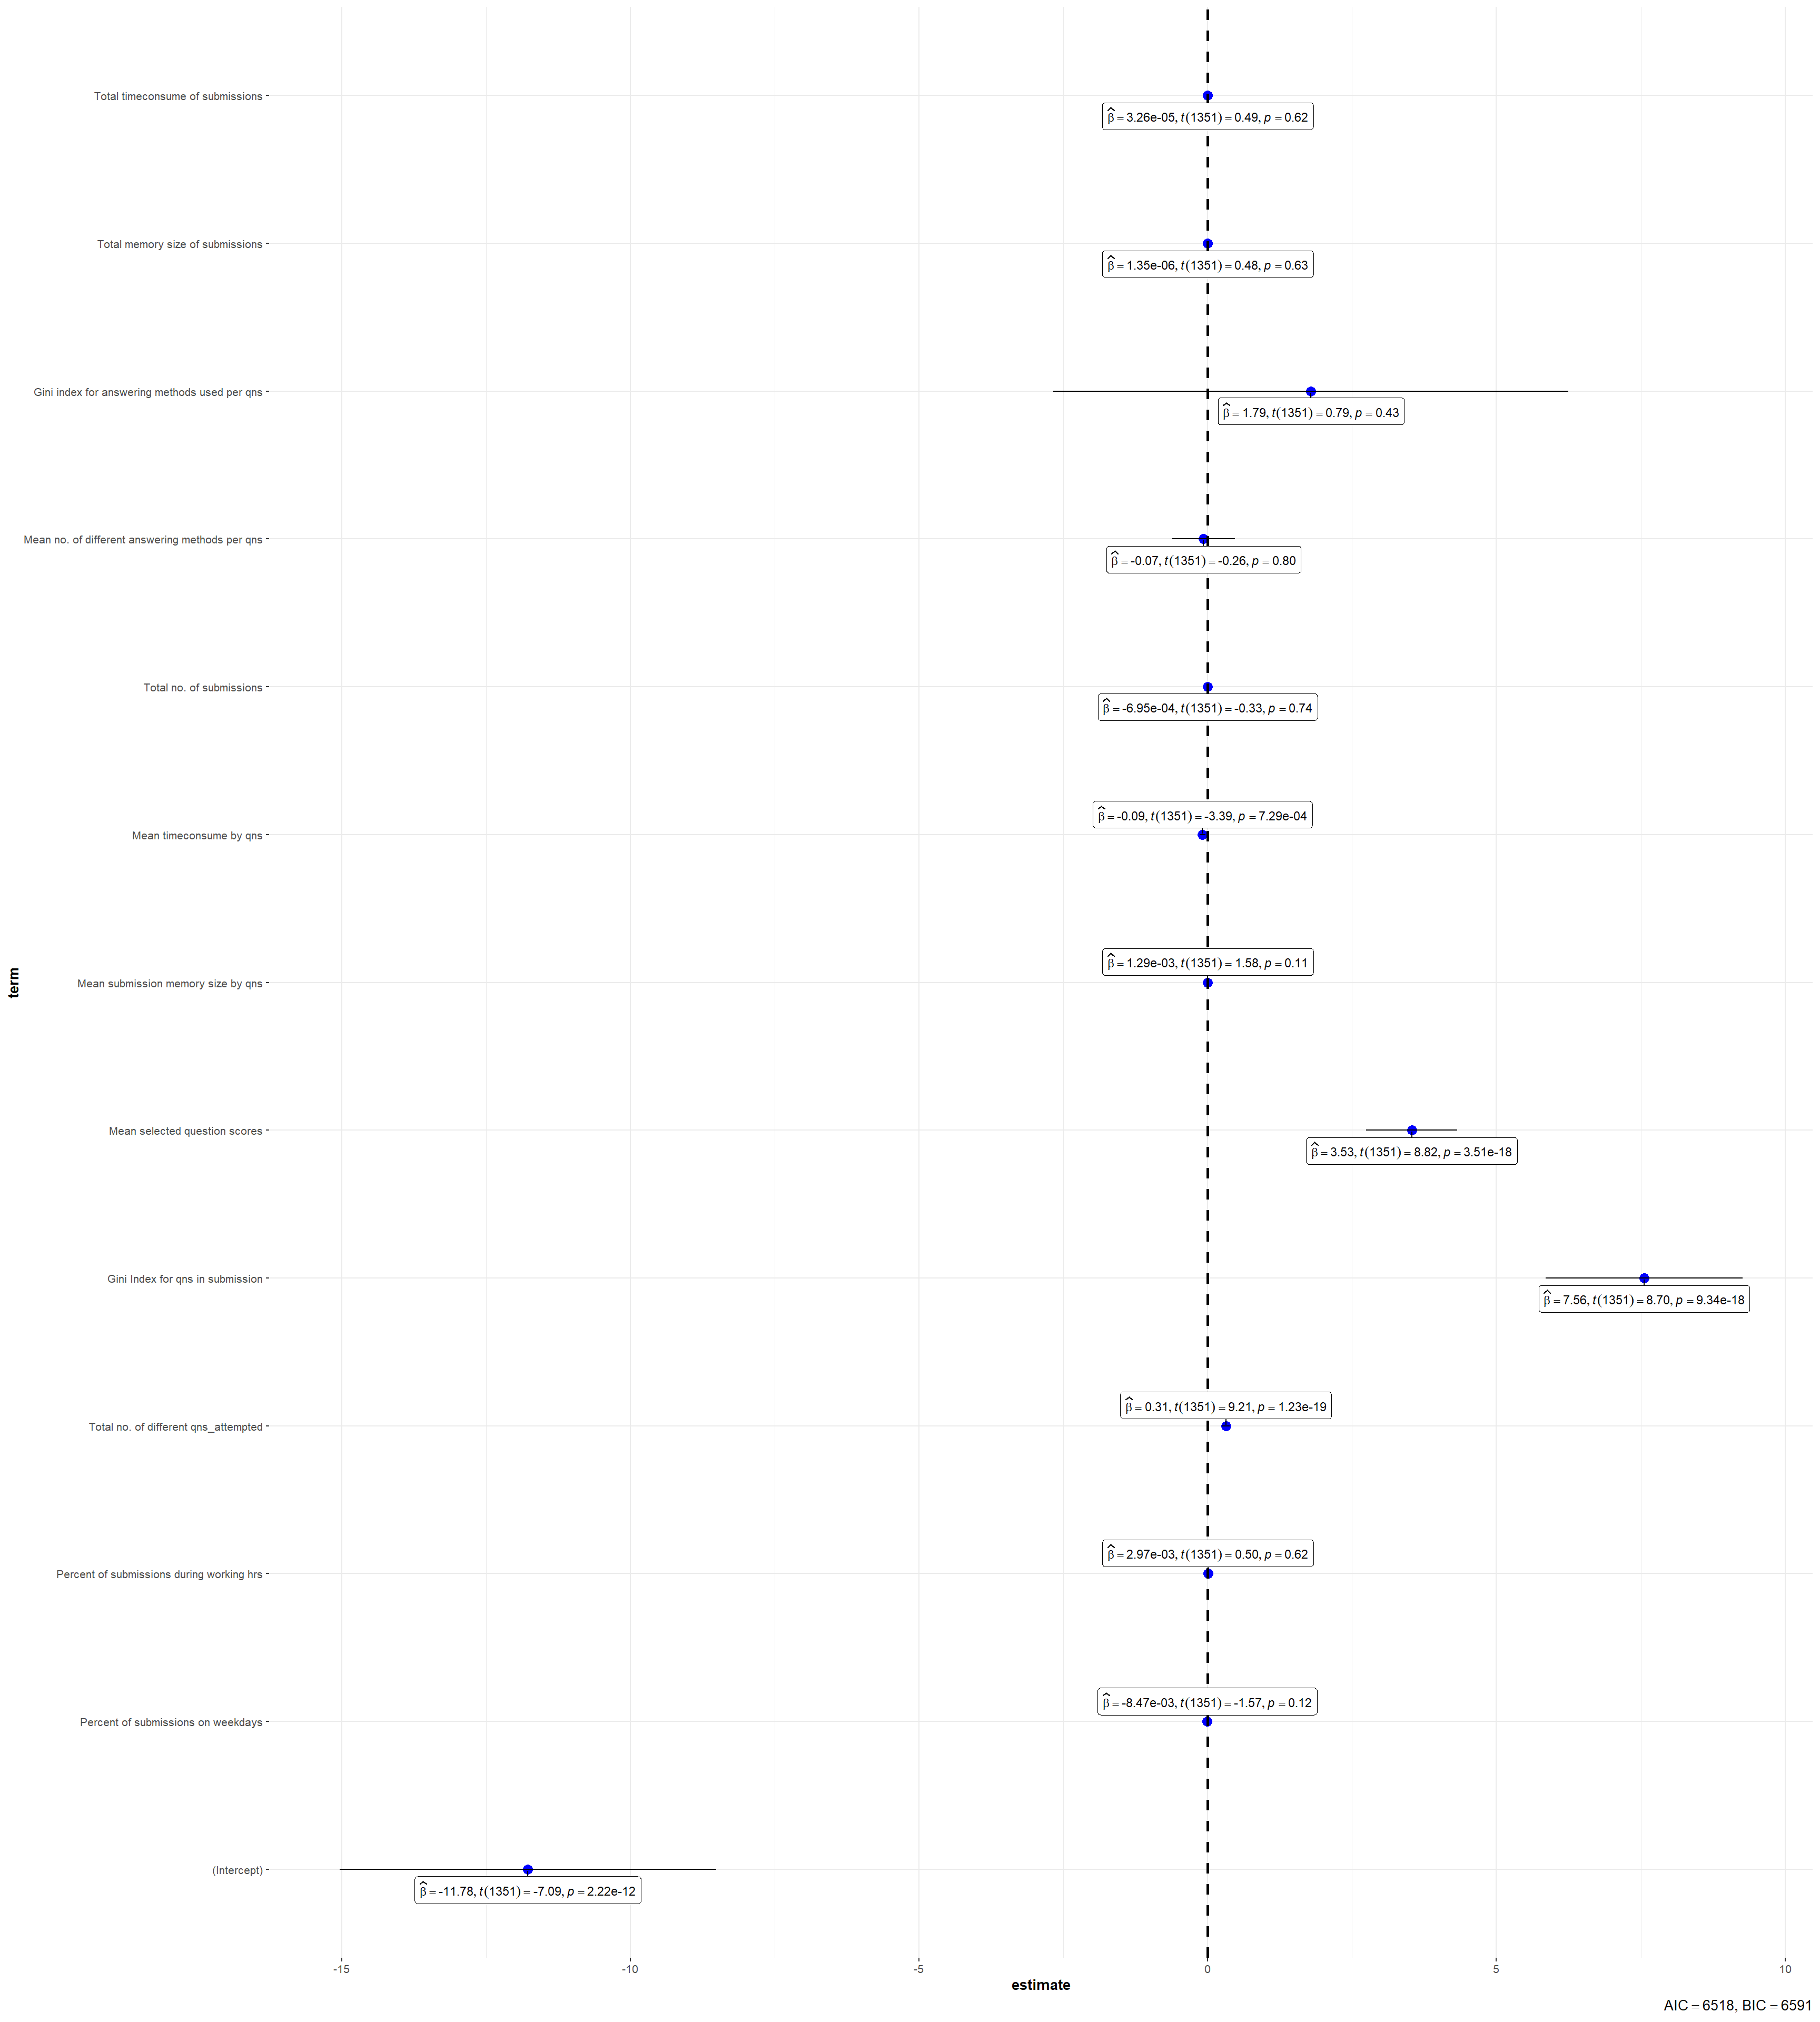 Total timeconsume of submissions
β̂ = 3.26e-05, t(1351) = 0.49, p = 0.62
Total memory size of submissions
β̂ = 1.35e-06, t(1351) = 0.48, p = 0.63
Gini index for answering methods used per qns
β̂ = 1.79, t(1351) = 0.79, p = 0.43
Mean no. of different answering methods per qns
β̂ = -0.07, t(1351) = -0.26, p = 0.80
Total no. of submissions
β̂ = -6.95e-04, t(1351) = -0.33, p = 0.74
β̂ = -0.09, t(1351) = -3.39, p = 7.29e-04
Mean timeconsume by qns
β̂ = 1.29e-03, t(1351) = 1.58, p = 0.11
term
Mean submission memory size by qns
Mean selected question scores
β̂ = 3.53, t(1351) = 8.82, p = 3.51e-18
Gini Index for qns in submission
β̂ = 7.56, t(1351) = 8.70, p = 9.34e-18
β̂ = 0.31, t(1351) = 9.21, p = 1.23e-19
Total no. of different qns_attempted
β̂ = 2.97e-03, t(1351) = 0.50, p = 0.62
Percent of submissions during working hrs
β̂ = -8.47e-03, t(1351) = -1.57, p = 0.12
Percent of submissions on weekdays
(Intercept)
β̂ = -11.78, t(1351) = -7.09, p = 2.22e-12
-15 -10 -5 0 5 10
estimate
AIC = 6518, BIC = 6591